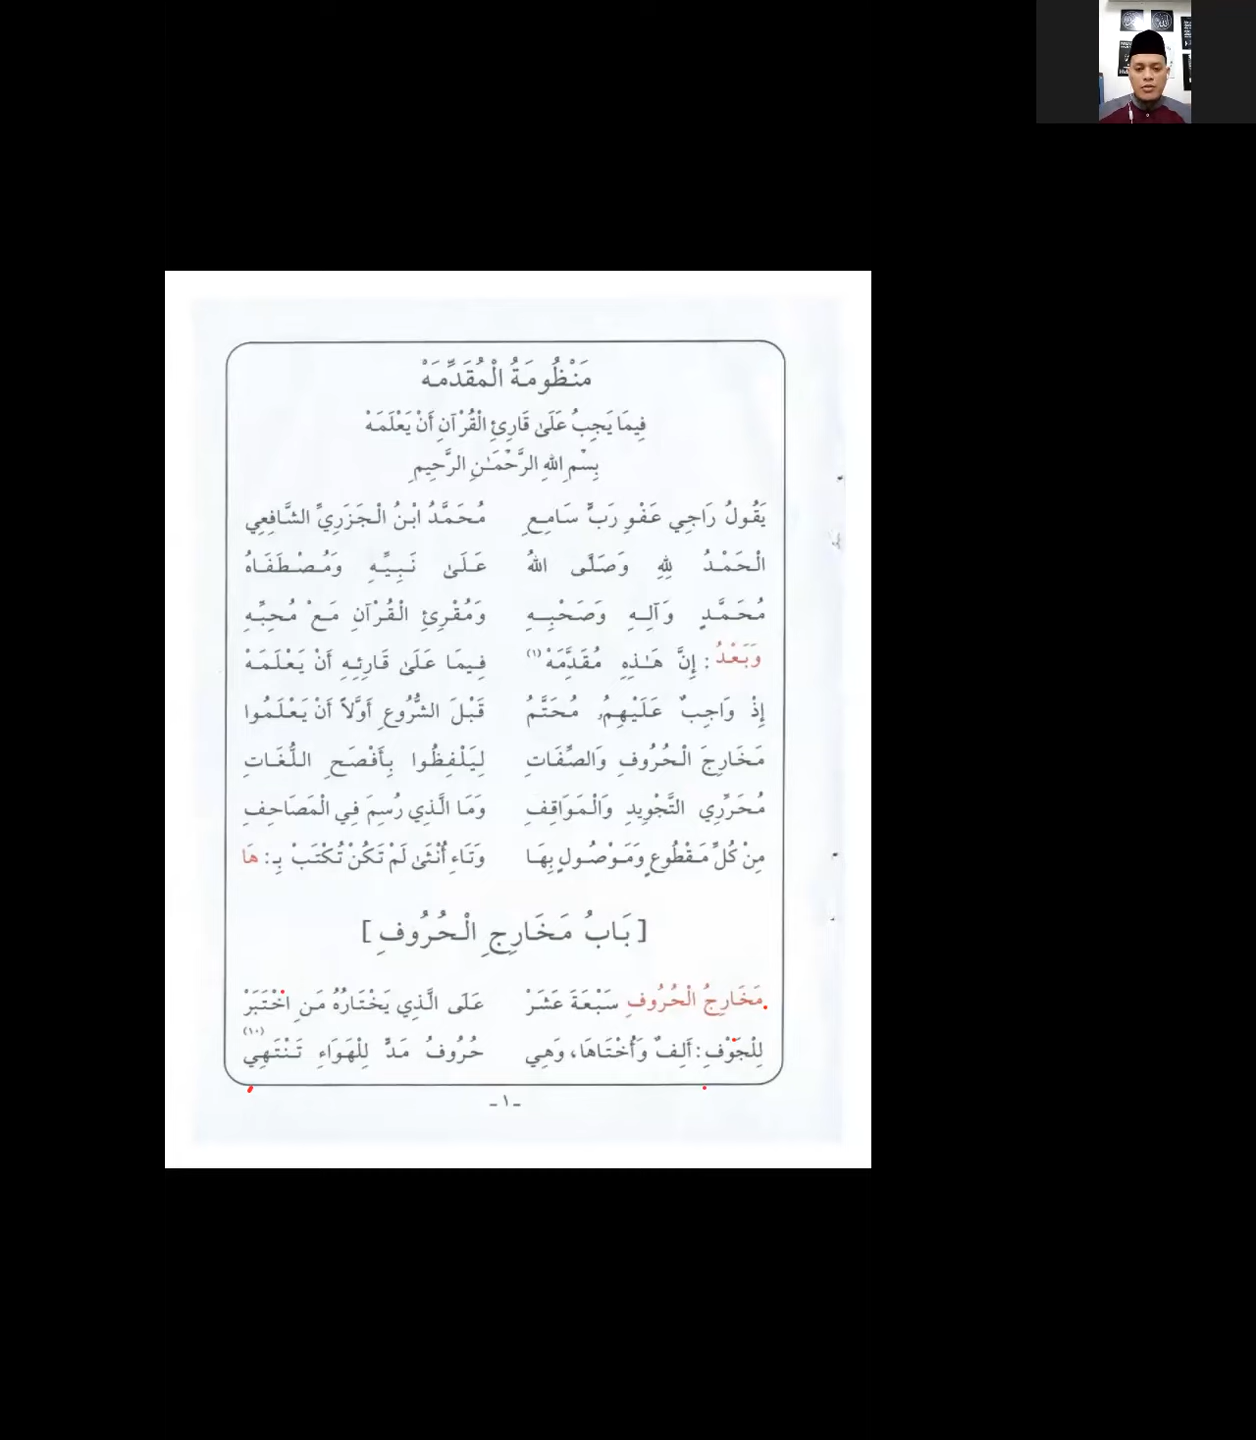 مَنْظُومَةُ الْمُقَدِّمَهْ
فِيمَا يَجِبُ عَلَىٰ قَارِئِ الْقُرْآنِ أَنْ يَعْلَمَهْ
بِسْمِ اللهِ الرَّحْمَـٰنِ الرَّحِيمِ
يَقُولُ رَاجِي عَفْوِ رَبٍّ سَامِعِ مُحَمَّدُ ابْنُ الْجَزَرِيِّ الشَّافِعِي
الْحَمْدُ لِلهِ وَصَلَّى اللهُ عَلَىٰ نَبِيِّهِ وَمُصْطَفَاهُ
مُحَمَّدٍ وَآلِهِ وَصَحْبِهِ وَمُقْرِئِ الْقُرْآنِ مَعْ مُحِبِّهِ
وَبَعْدُ : إِنَّ هَـٰذِهِ مُقَدِّمَهْ (١) فِيمَا عَلَىٰ قَارِئِهِ أَنْ يَعْلَمَهْ
إِذْ وَاجِبٌ عَلَيْهِمُ مُحَتَّمُ قَبْلَ الشُّرُوعِ أَوَّلاً أَنْ يَعْلَمُوا
مَخَارِجَ الْحُرُوفِ وَالصِّفَاتِ لِيَلْفِظُوا بِأَفْصَحِ اللُّغَاتِ
مُحَرِّرِي التَّجْوِيدِ وَالْمَوَاقِفِ وَمَا الَّذِي رُسِمَ فِي الْمَصَاحِفِ
مِنْ كُلِّ مَقْطُوعٍ وَمَوْصُولٍ بِهَا وَتَاءِ أُنْثَىٰ لَمْ تَكُنْ تُكْتَبْ بِـ : هَا
[ بَابُ مَخَارِجِ الْحُرُوفِ ]
مَخَارِجُ الْحُرُوفِ سَبْعَةَ عَشَرْ عَلَى الَّذِي يَخْتَارُهُ مَنِ اخْتَبَرْ
لِلْجَوْفِ : أَلِفٌ وَأُخْتَاهَا، وَهِي حُرُوفُ مَدٍّ لِلْهَوَاءِ تَنْتَهِي (١٠)
- ١ -